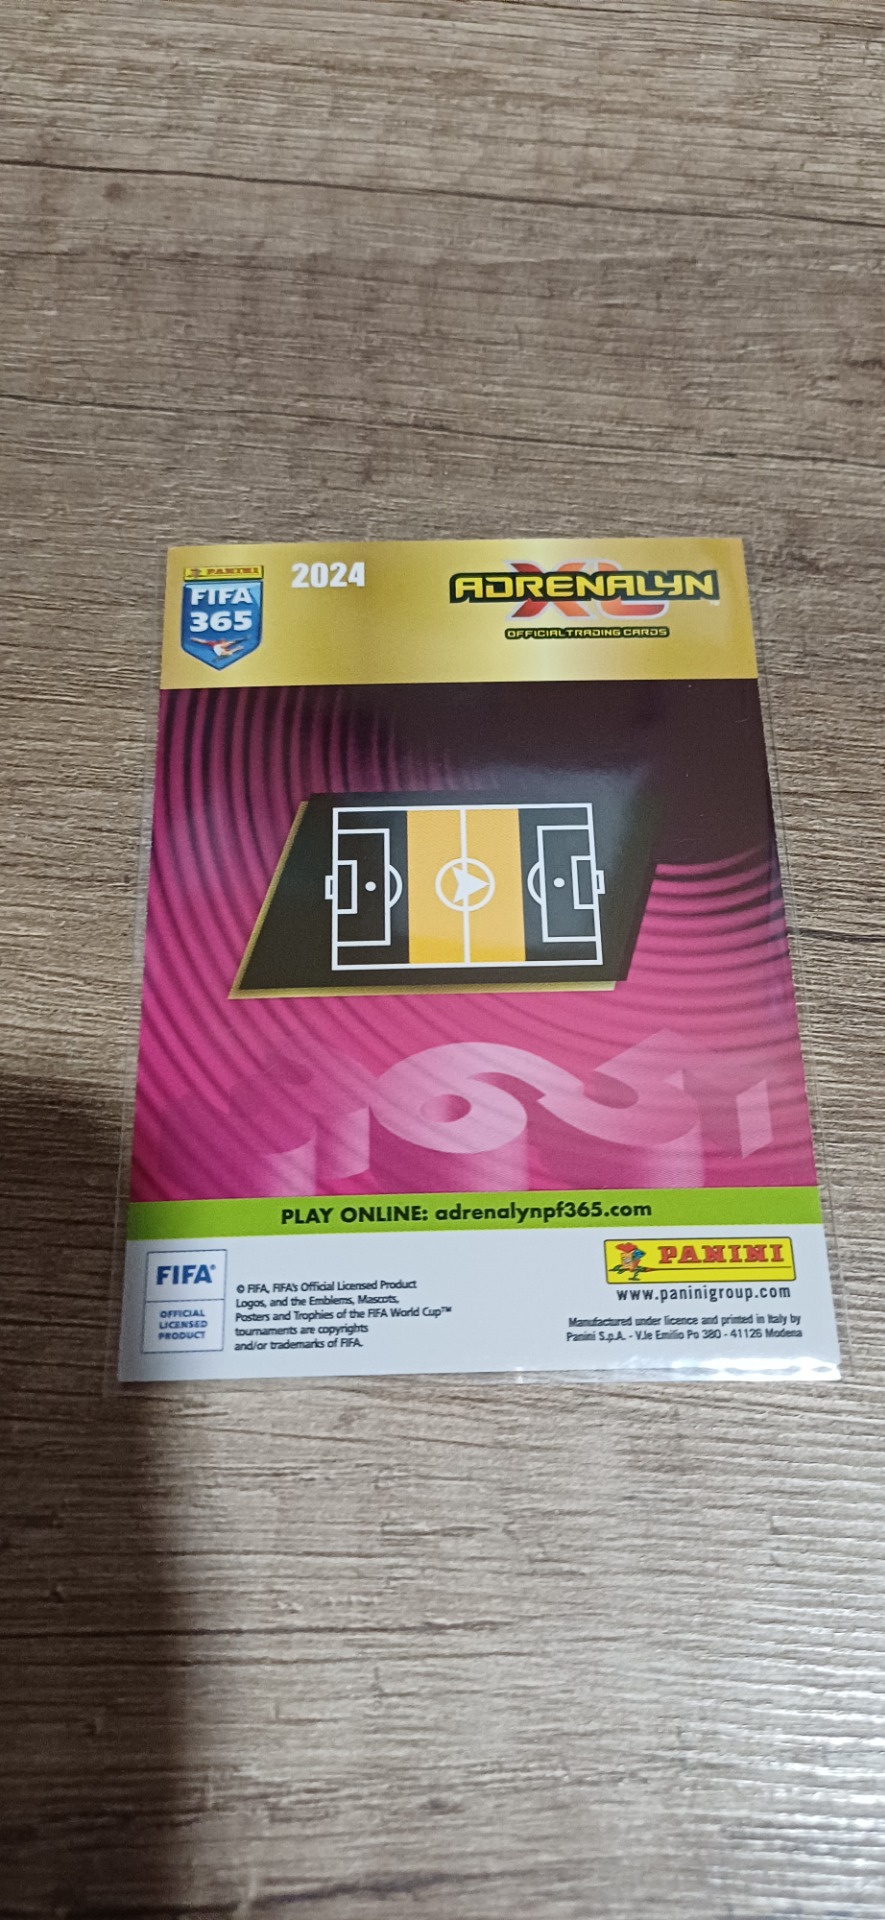 PANINI
FIFA
365
2024
ADRENALYN
XL
OFFICIAL TRADING CARDS
365
PLAY ONLINE: adrenalynpf365.com
FIFA®
OFFICIAL
LICENSED
PRODUCT
© FIFA, FIFA's Official Licensed Product
Logos, and the Emblems, Mascots,
Posters and Trophies of the FIFA World Cup™
tournaments are copyrights
and/or trademarks of FIFA.
PANINI
www.paninigroup.com
Manufactured under licence and printed in Italy by
Panini S.p.A. - V.le Emilio Po 380 - 41126 Modena